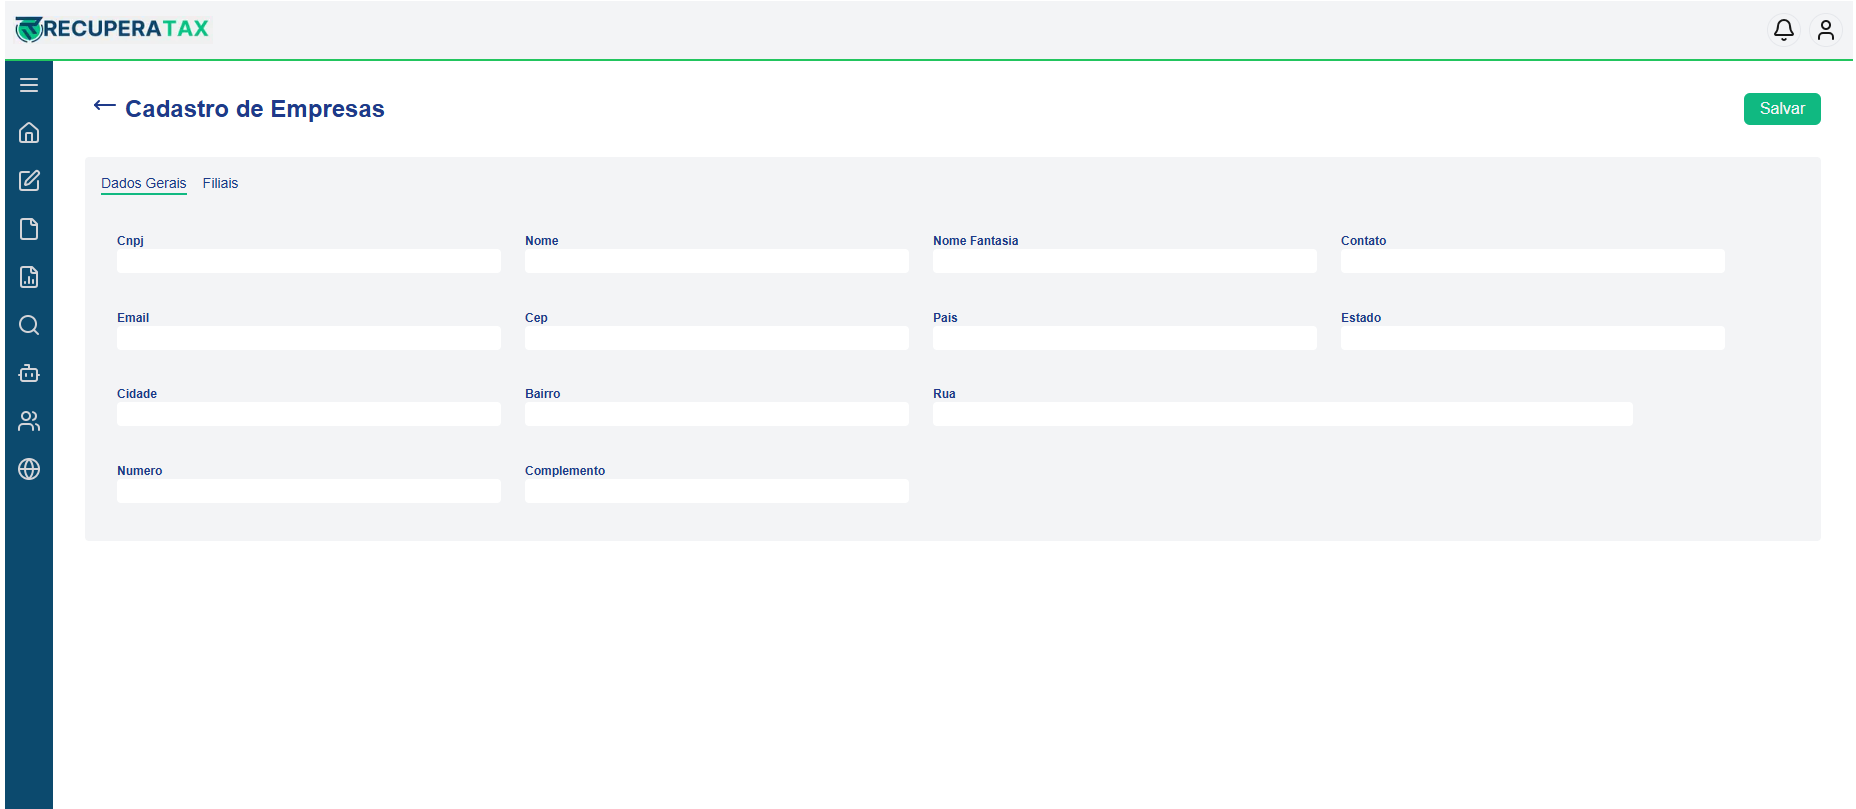 RECUPERATAX
Cadastro de Empresas
Salvar
Dados Gerais Filiais
Cnpj Nome Nome Fantasia Contato
Email Cep Pais Estado
Cidade Bairro Rua
Numero Complemento